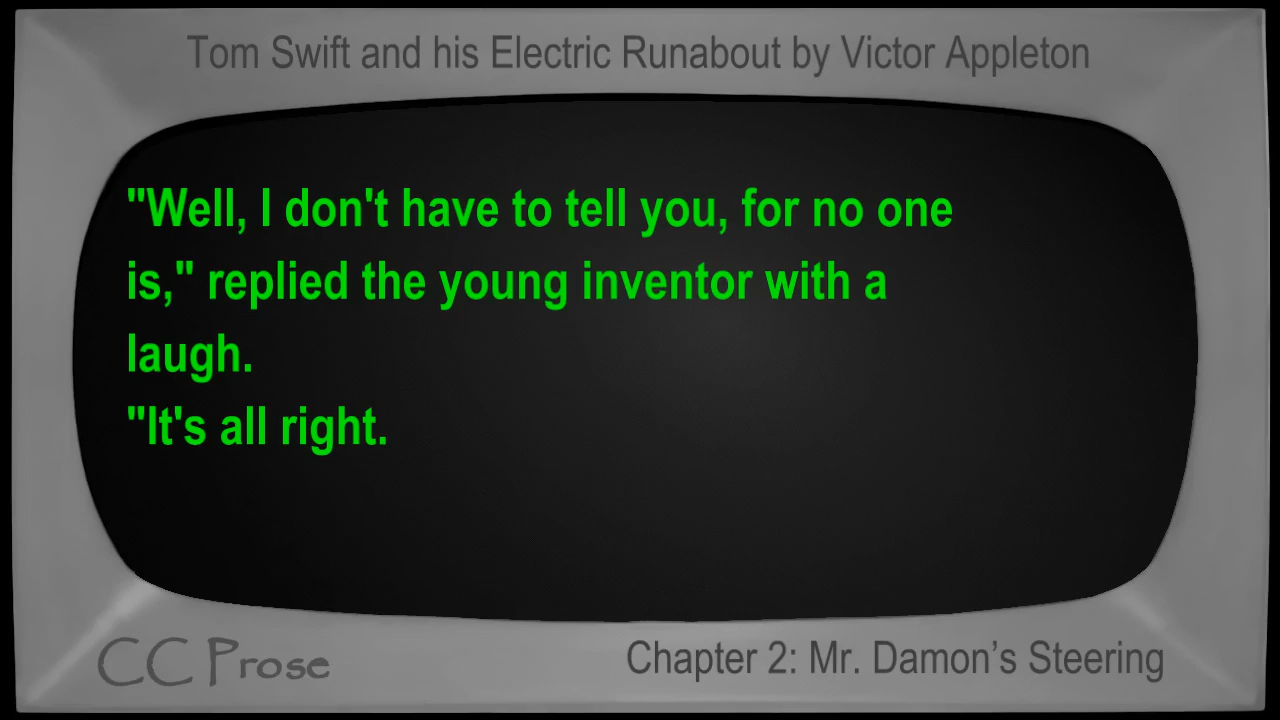 Tom Swift and his Electric Runabout by Victor Appleton
"Well, I don't have to tell you, for no one
is," replied the young inventor with a
laugh.
"It's all right.
CC Prose
Chapter 2: Mr. Damon’s Steering